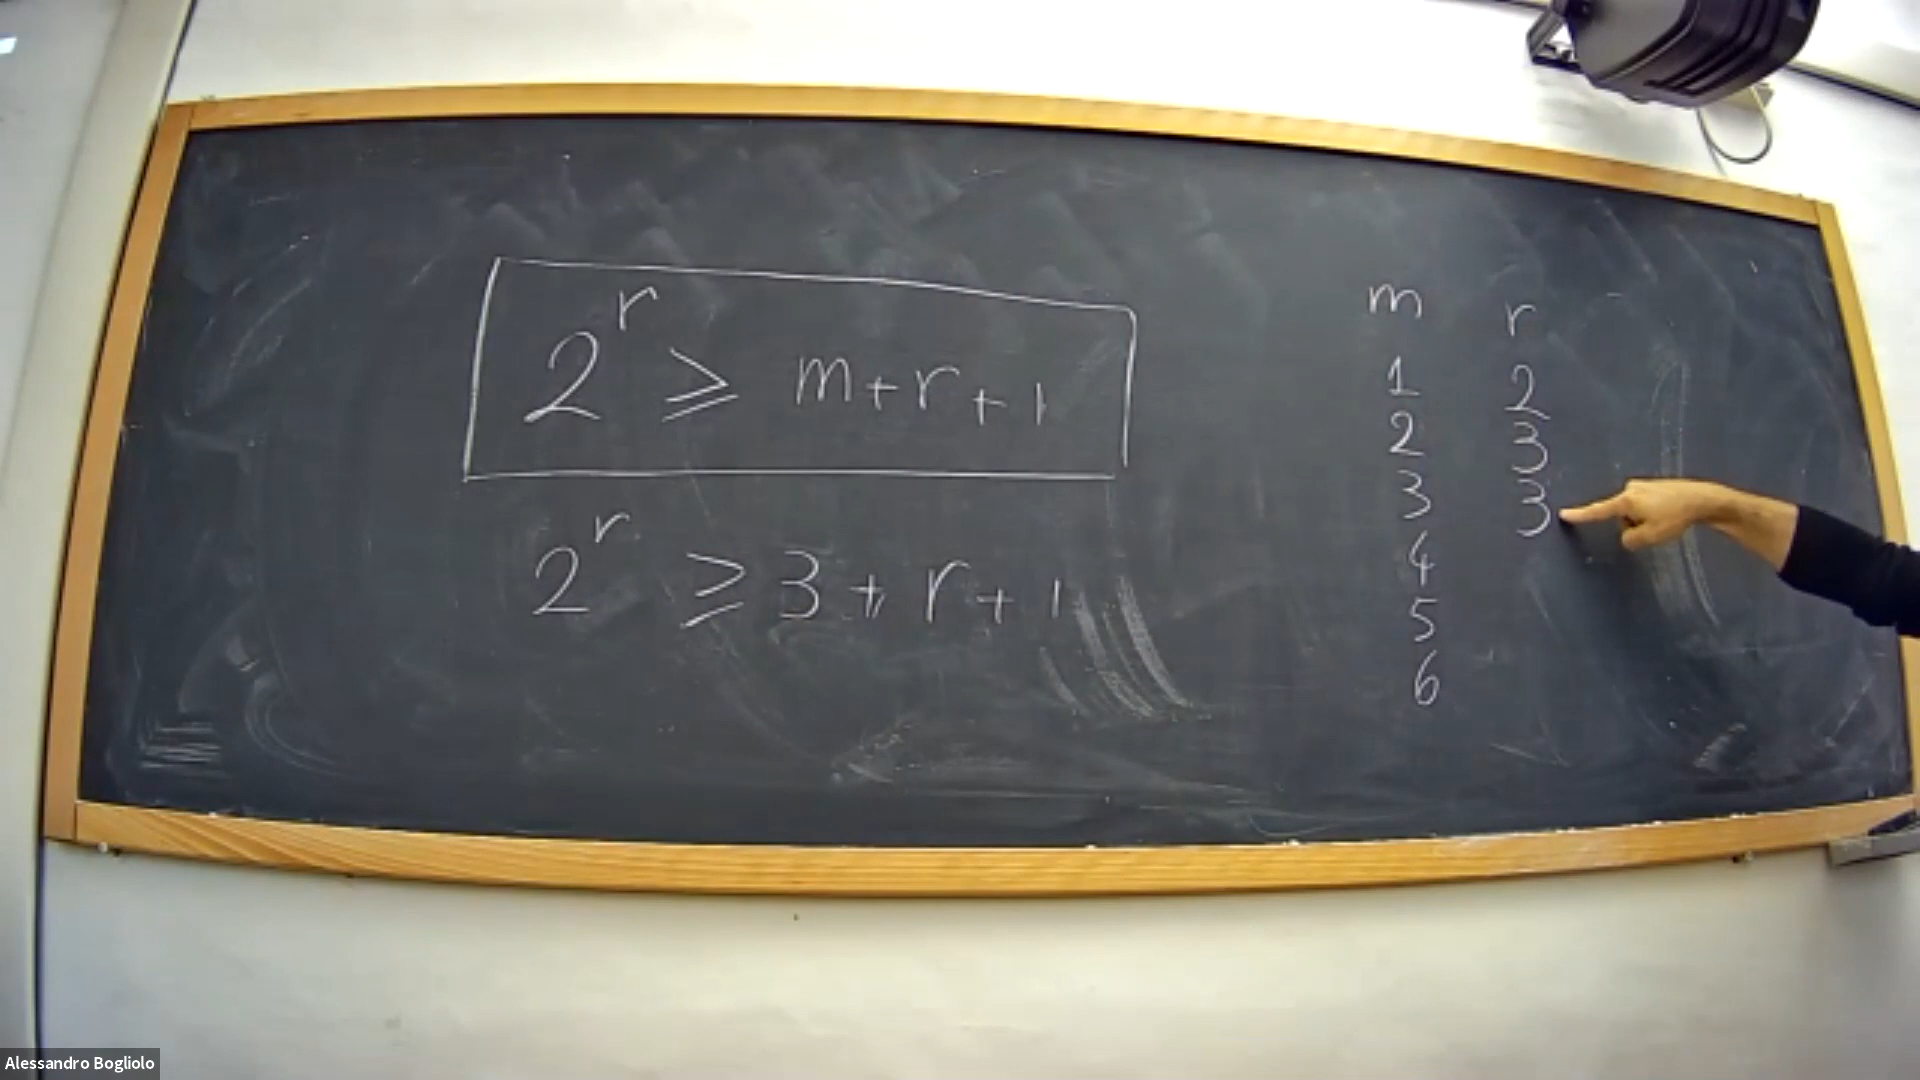 2^r ≥ m+r+1
2^r ≥ 3+r+1
m r
1 2
2 3
3 3
4
5
6
Alessandro Bogliolo